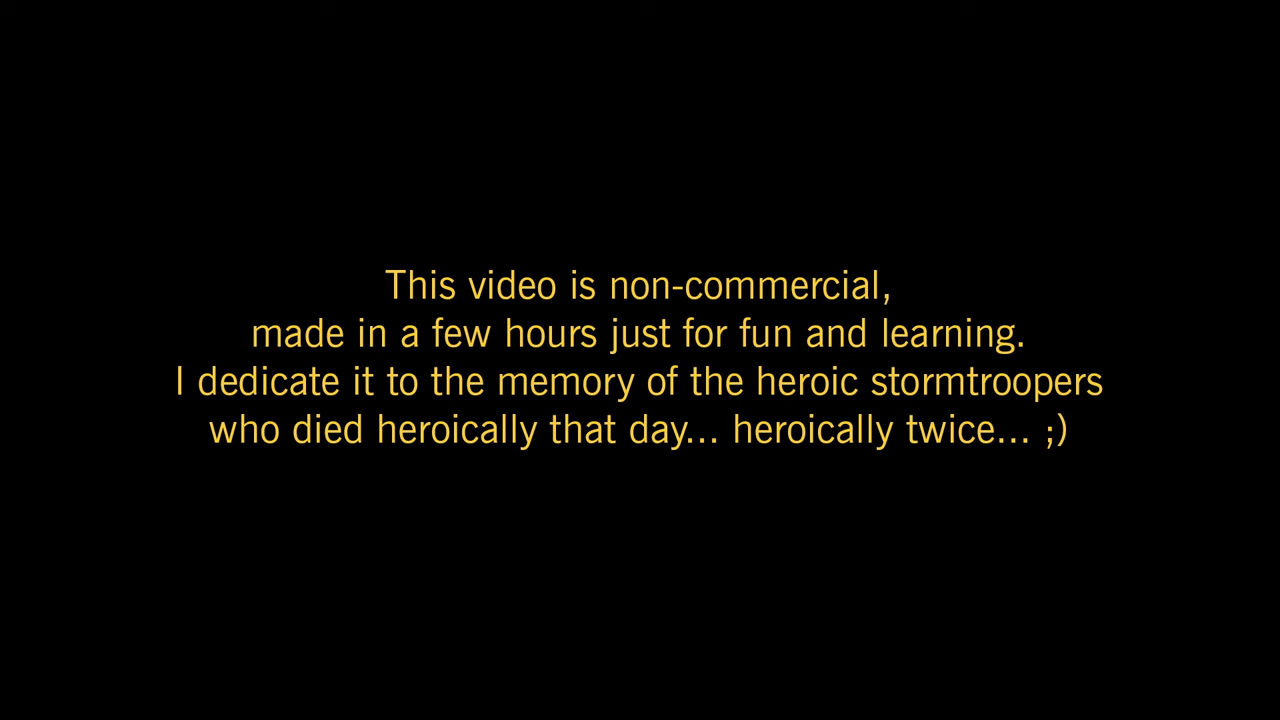 This video is non-commercial,
made in a few hours just for fun and learning.
I dedicate it to the memory of the heroic stormtroopers
who died heroically that day... heroically twice... ;)